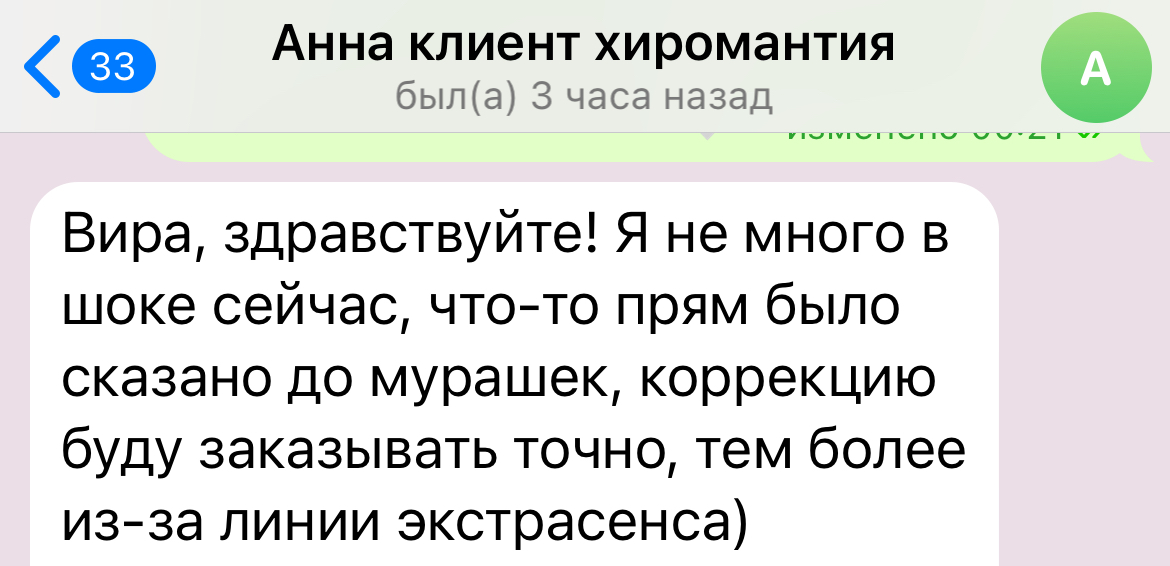 33
Анна клиент хиромантия
был(а) 3 часа назад
А
Вира, здравствуйте! Я не много в
шоке сейчас, что-то прям было
сказано до мурашек, коррекцию
буду заказывать точно, тем более
из-за линии экстрасенса)